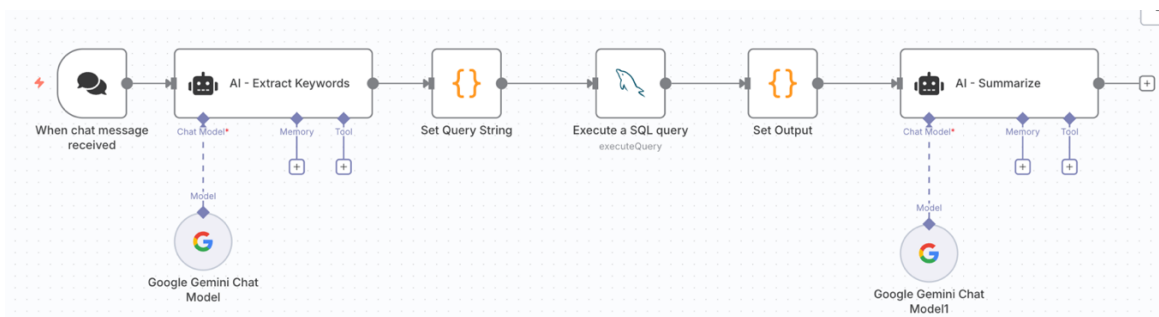 AI - Extract Keywords
AI - Summarize
When chat message
received
Chat Model*
Memory
Tool
Set Query String
Execute a SQL query
executeQuery
Set Output
Chat Model*
Memory
Tool
Model
Google Gemini Chat
Model
Model
Google Gemini Chat
Model1